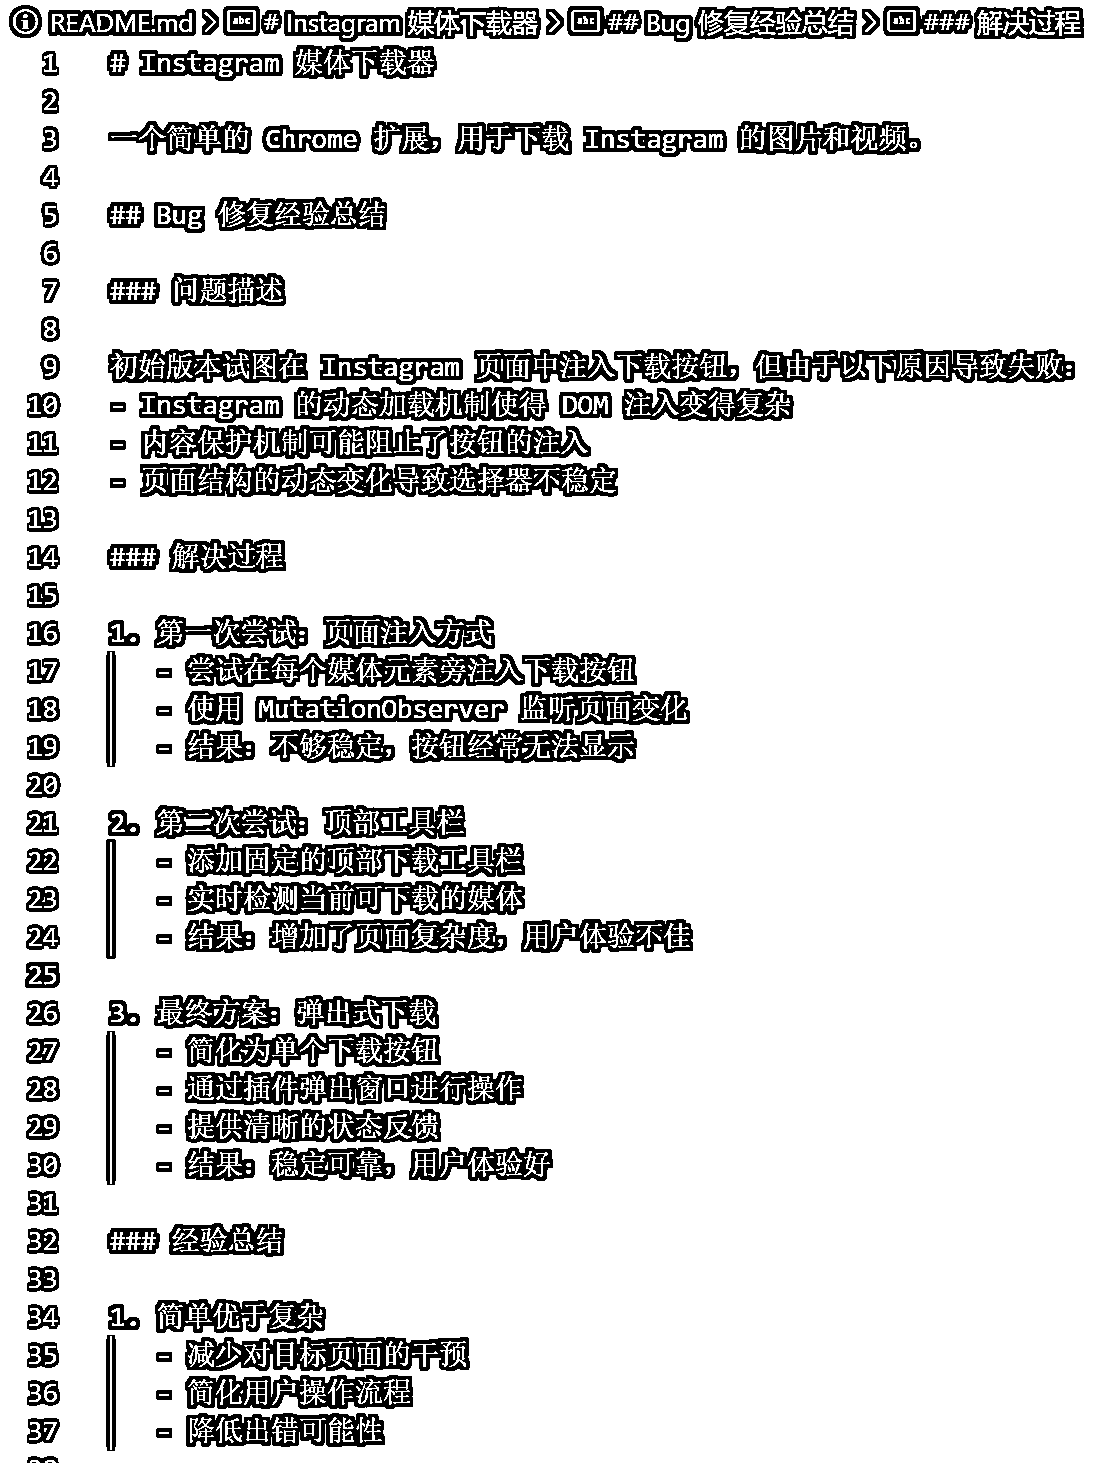 README.md > # Instagram 媒体下载器 > ## Bug 修复经验总结 > ### 解决过程
1 # Instagram 媒体下载器
2
3 一个简单的 Chrome 扩展，用于下载 Instagram 的图片和视频。
4
5 ## Bug 修复经验总结
6
7 ### 问题描述
8
9 初始版本试图在 Instagram 页面中注入下载按钮，但由于以下原因导致失败：
10 - Instagram 的动态加载机制使得 DOM 注入变得复杂
11 - 内容保护机制可能阻止了按钮的注入
12 - 页面结构的动态变化导致选择器不稳定
13
14 ### 解决过程
15
16 1. 第一次尝试：页面注入方式
17 - 尝试在每个媒体元素旁注入下载按钮
18 - 使用 MutationObserver 监听页面变化
19 - 结果：不够稳定，按钮经常无法显示
20
21 2. 第二次尝试：顶部工具栏
22 - 添加固定的顶部下载工具栏
23 - 实时检测当前可下载的媒体
24 - 结果：增加了页面复杂度，用户体验不佳
25
26 3. 最终方案：弹出式下载
27 - 简化为单个下载按钮
28 - 通过插件弹出窗口进行操作
29 - 提供清晰的状态反馈
30 - 结果：稳定可靠，用户体验好
31
32 ### 经验总结
33
34 1. 简单优于复杂
35 - 减少对目标页面的干预
36 - 简化用户操作流程
37 - 降低出错可能性